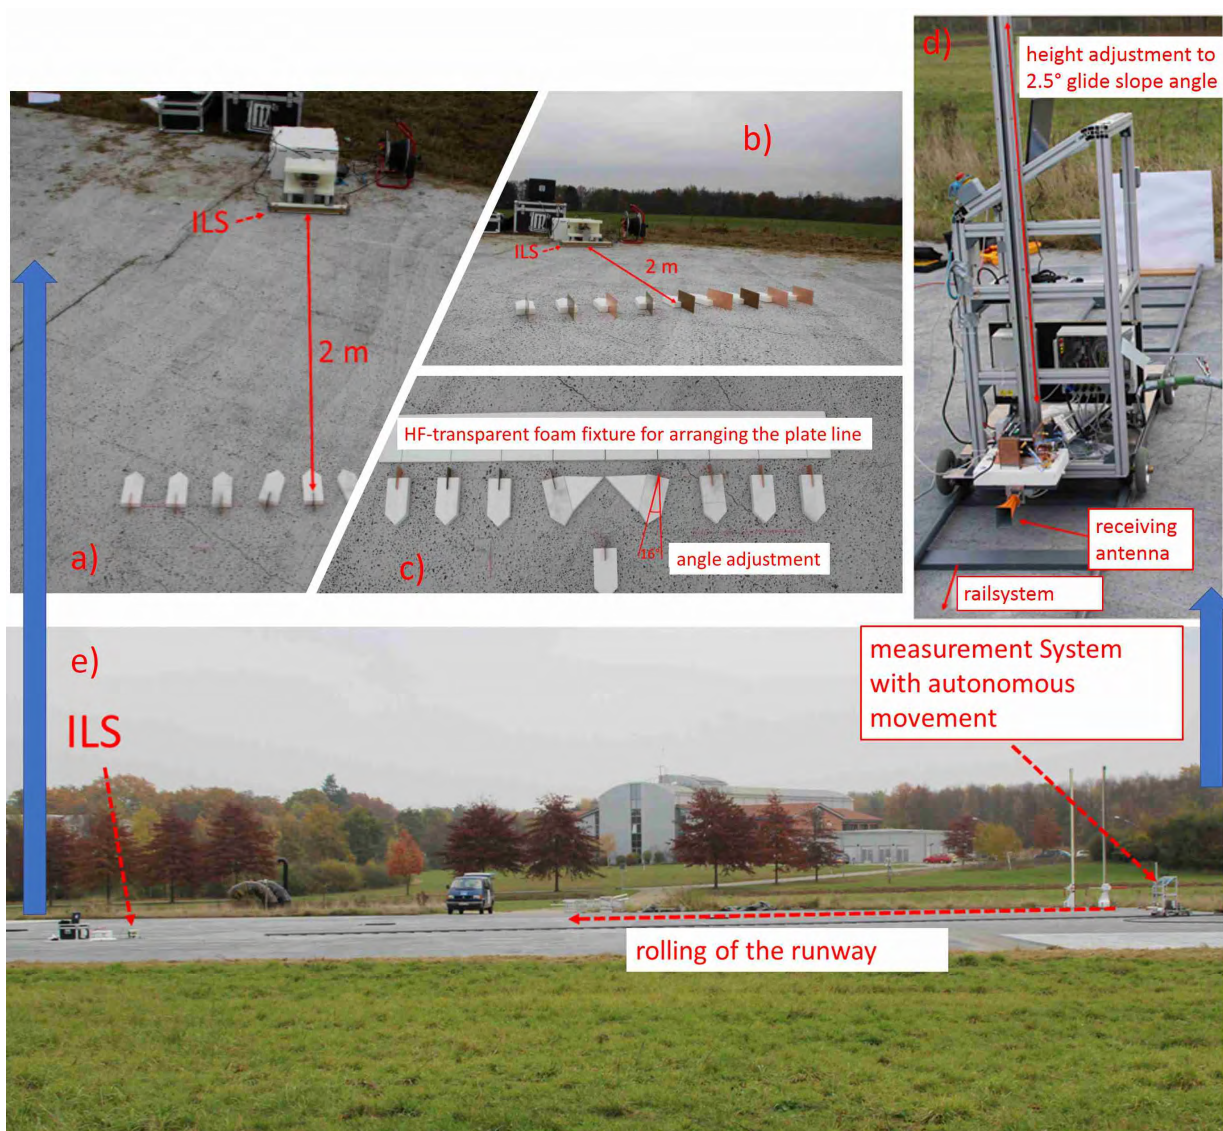 d)
height adjustment to
2.5° glide slope angle
b)
ILS
2 m
ILS
2 m
HF-transparent foam fixture for arranging the plate line
16°
angle adjustment
a)
c)
receiving
antenna
railsystem
e)
ILS
measurement System
with autonomous
movement
rolling of the runway